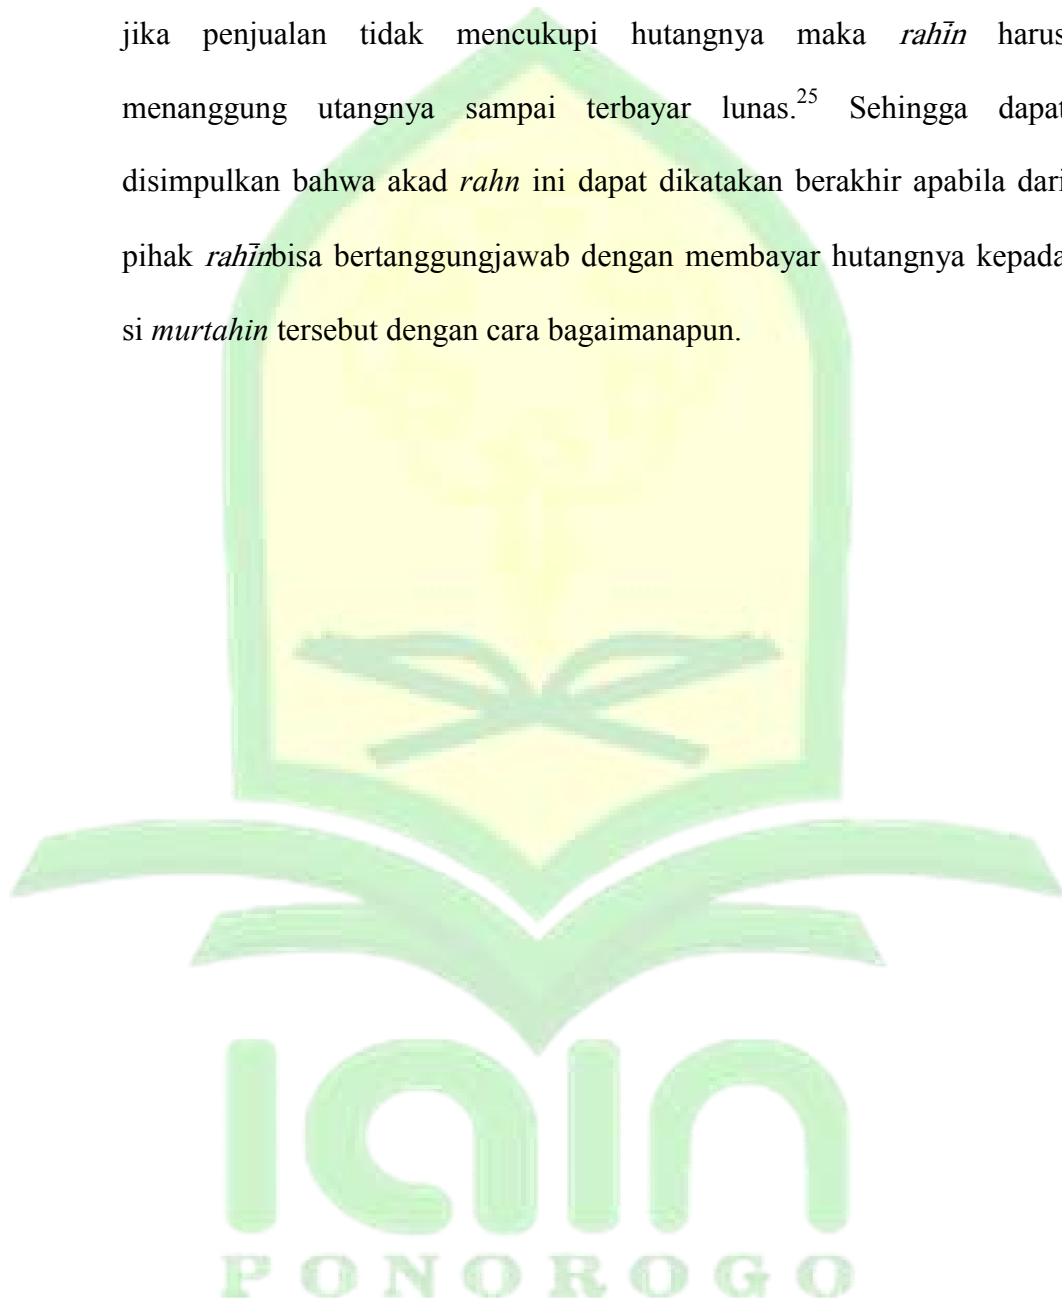 jika penjualan tidak mencukupi hutangnya maka rahīn harus
menanggung utangnya sampai terbayar lunas.25 Sehingga dapat
disimpulkan bahwa akad rahn ini dapat dikatakan berakhir apabila dari
pihak rahīnbisa bertanggungjawab dengan membayar hutangnya kepada
si murtahin tersebut dengan cara bagaimanapun.
IAIN
PONOROGO